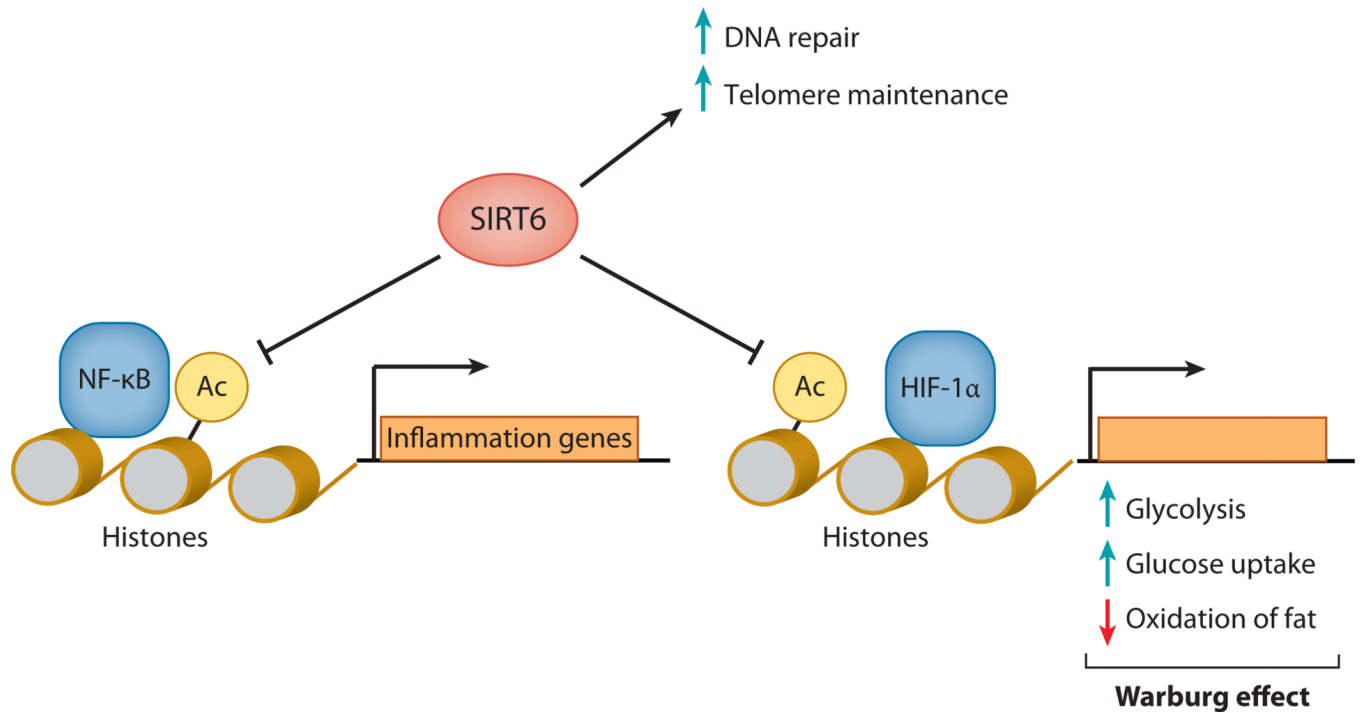 DNA repair
Telomere maintenance
SIRT6
NF-κB
Ac
Inflammation genes
Histones
Ac
HIF-1α
Histones
Glycolysis
Glucose uptake
Oxidation of fat
Warburg effect